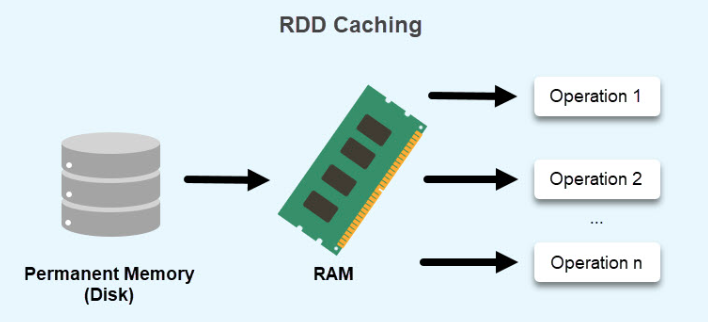 RDD Caching
Operation 1
Operation 2
...
Operation n
Permanent Memory
(Disk)
RAM